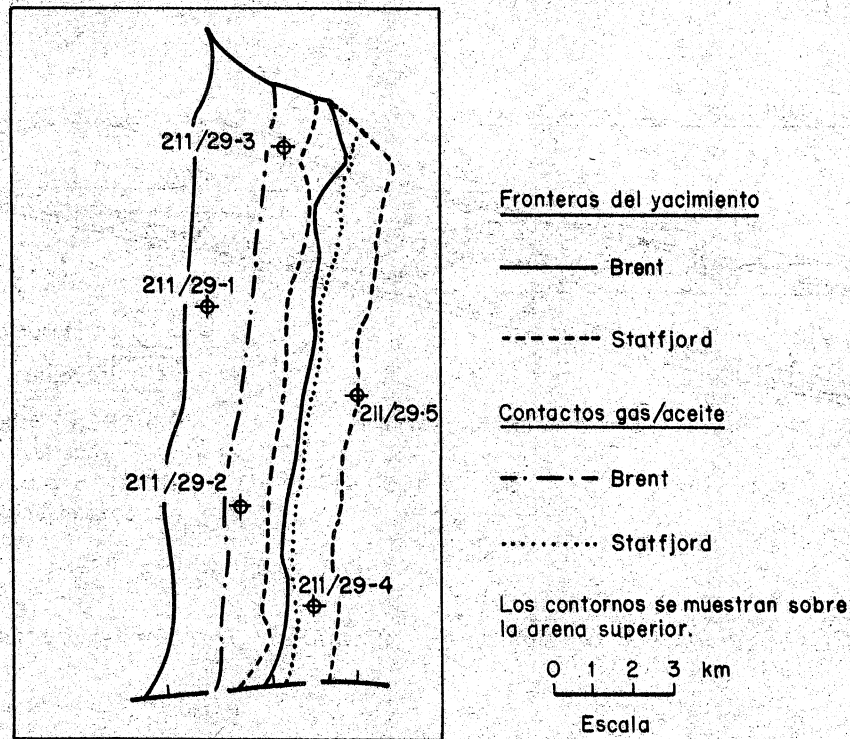 211/29-3
211/29-1
211/29-5
211/29-2
211/29-4
Fronteras del yacimiento
Brent
Statfjord
Contactos gas/aceite
Brent
Statfjord
Los contornos se muestran sobre
la arena superior.
0 1 2 3 km
Escala